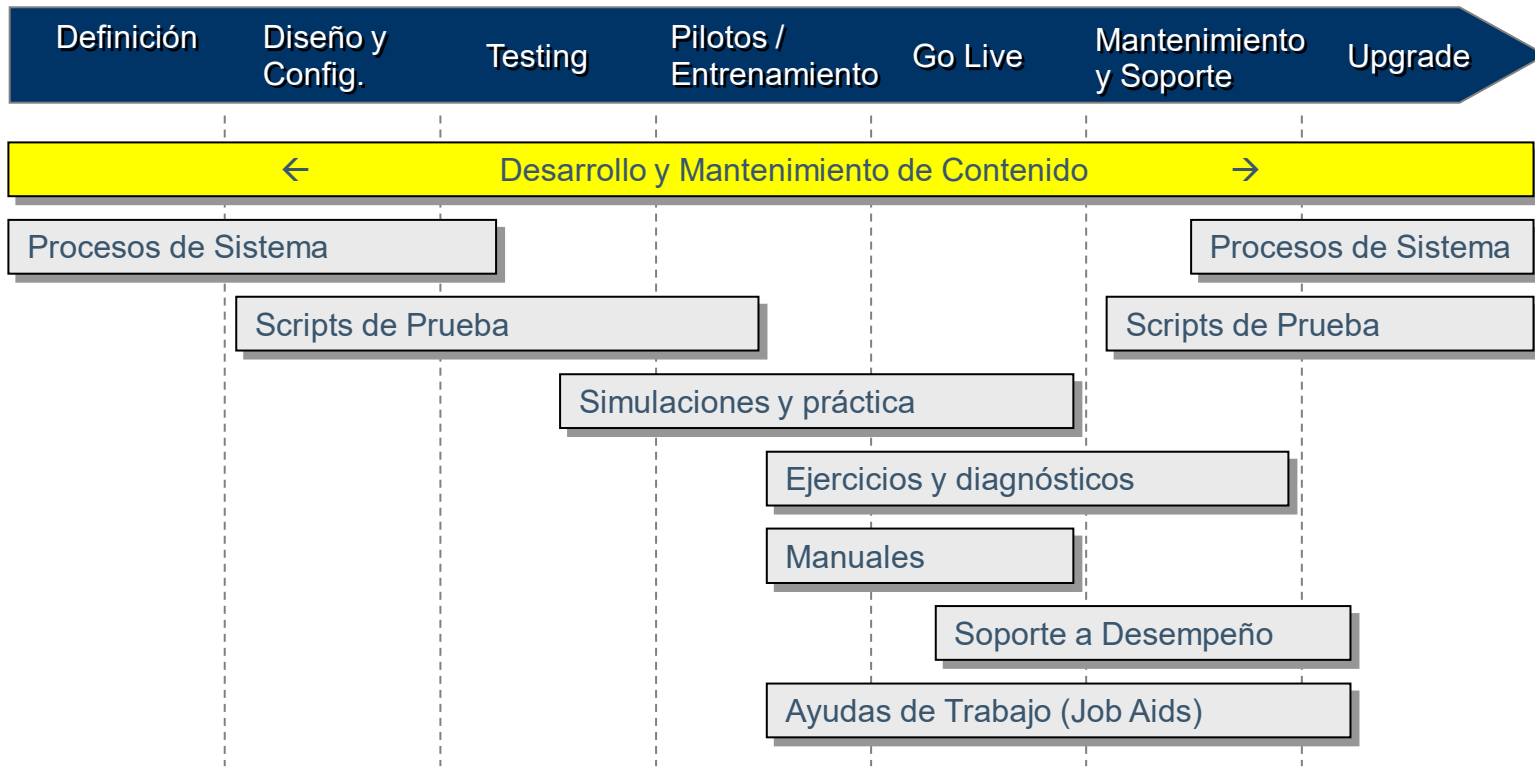 Definición
Diseño y
Config.
Testing
Pilotos /
Entrenamiento
Go Live
Mantenimiento
y Soporte
Upgrade
← Desarrollo y Mantenimiento de Contenido →
Procesos de Sistema
Procesos de Sistema
Scripts de Prueba
Scripts de Prueba
Simulaciones y práctica
Ejercicios y diagnósticos
Manuales
Soporte a Desempeño
Ayudas de Trabajo (Job Aids)